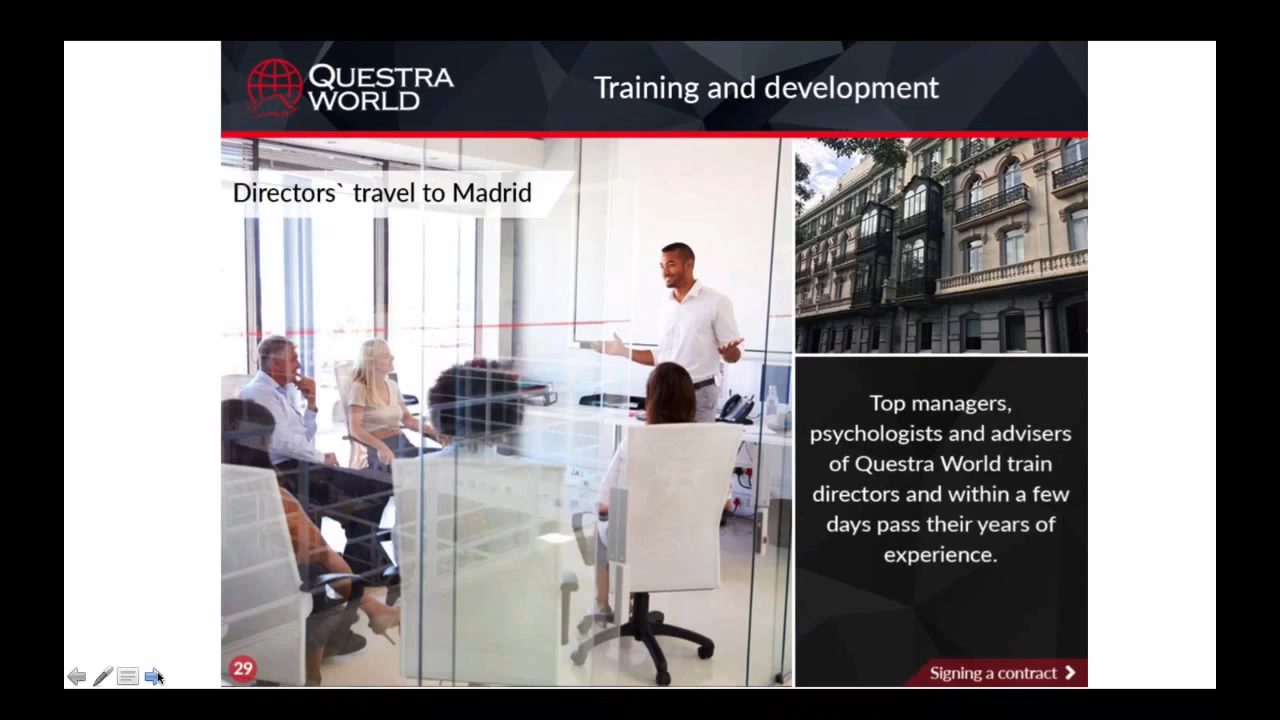 QUESTRA
WORLD
Training and development
Directors` travel to Madrid
Top managers,
psychologists and advisers
of Questra World train
directors and within a few
days pass their years of
experience.
29
Signing a contract